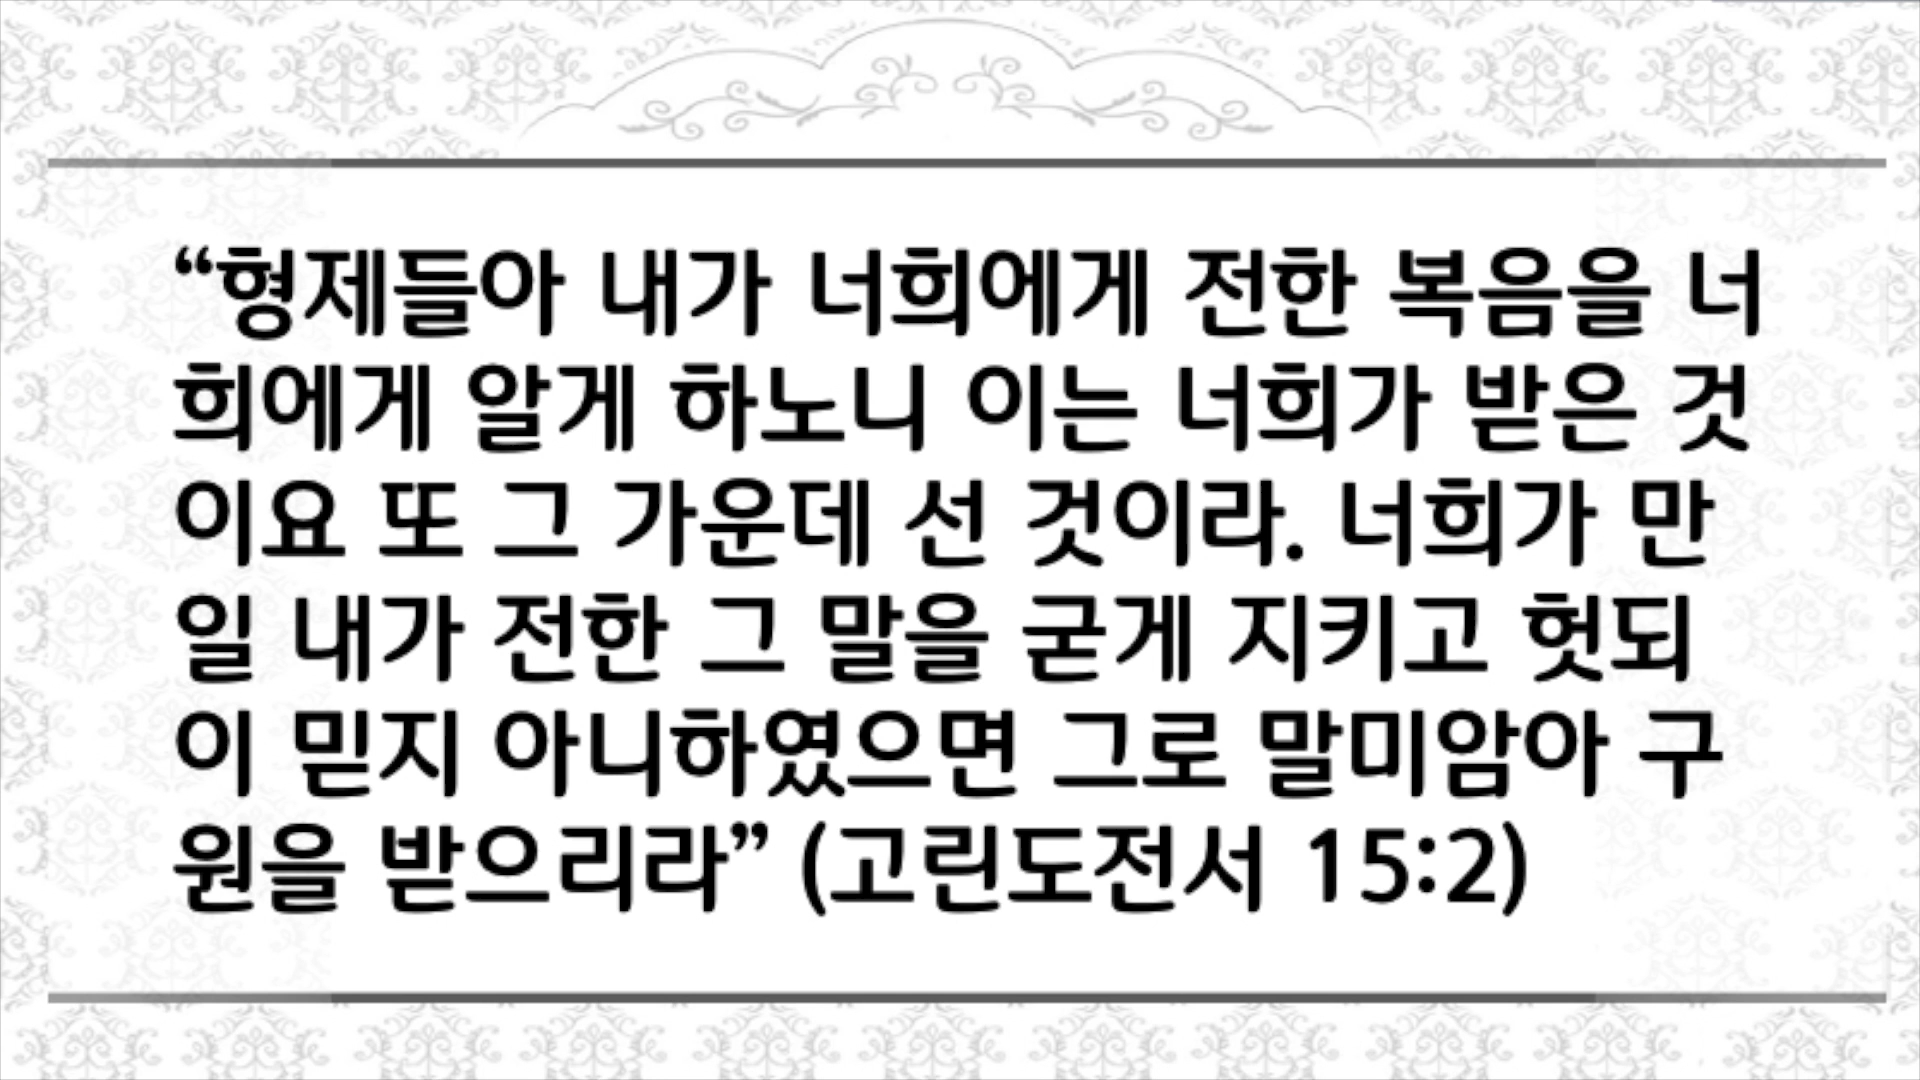 “형제들아 내가 너희에게 전한 복음을 너
희에게 알게 하노니 이는 너희가 받은 것
이요 또 그 가운데 선 것이라. 너희가 만
일 내가 전한 그 말을 굳게 지키고 헛되
이 믿지 아니하였으면 그로 말미암아 구
원을 받으리라” (고린도전서 15:2)